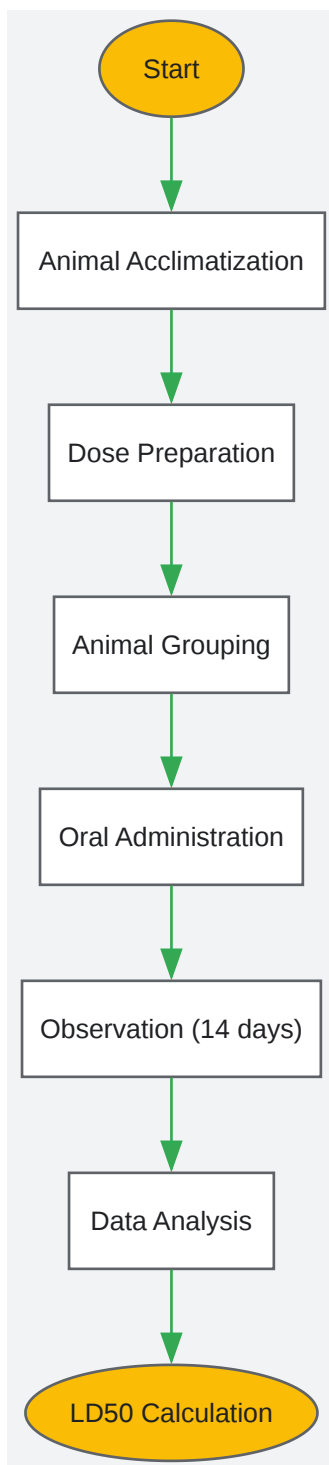 Start
Animal Acclimatization
Dose Preparation
Animal Grouping
Oral Administration
Observation (14 days)
Data Analysis
LD50 Calculation